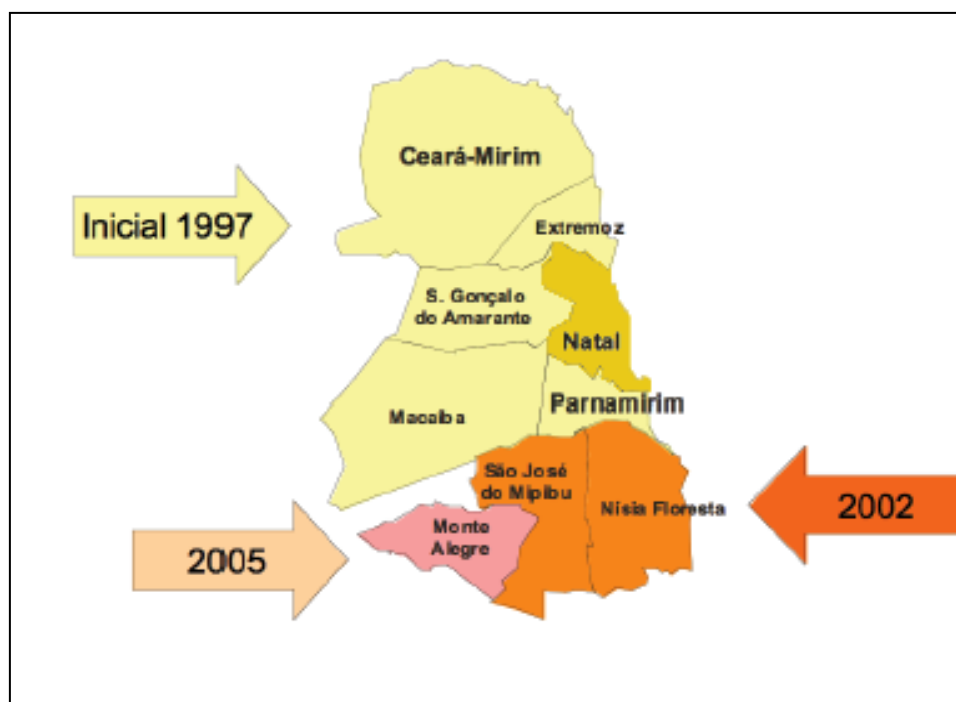 Ceará-Mirim
Inicial 1997
Extremoz
S. Gonçalo
do Amarante
Natal
Parnamirim
Macaíba
São José
do Mipibu
Nísia Floresta
2002
Monte
Alegre
2005